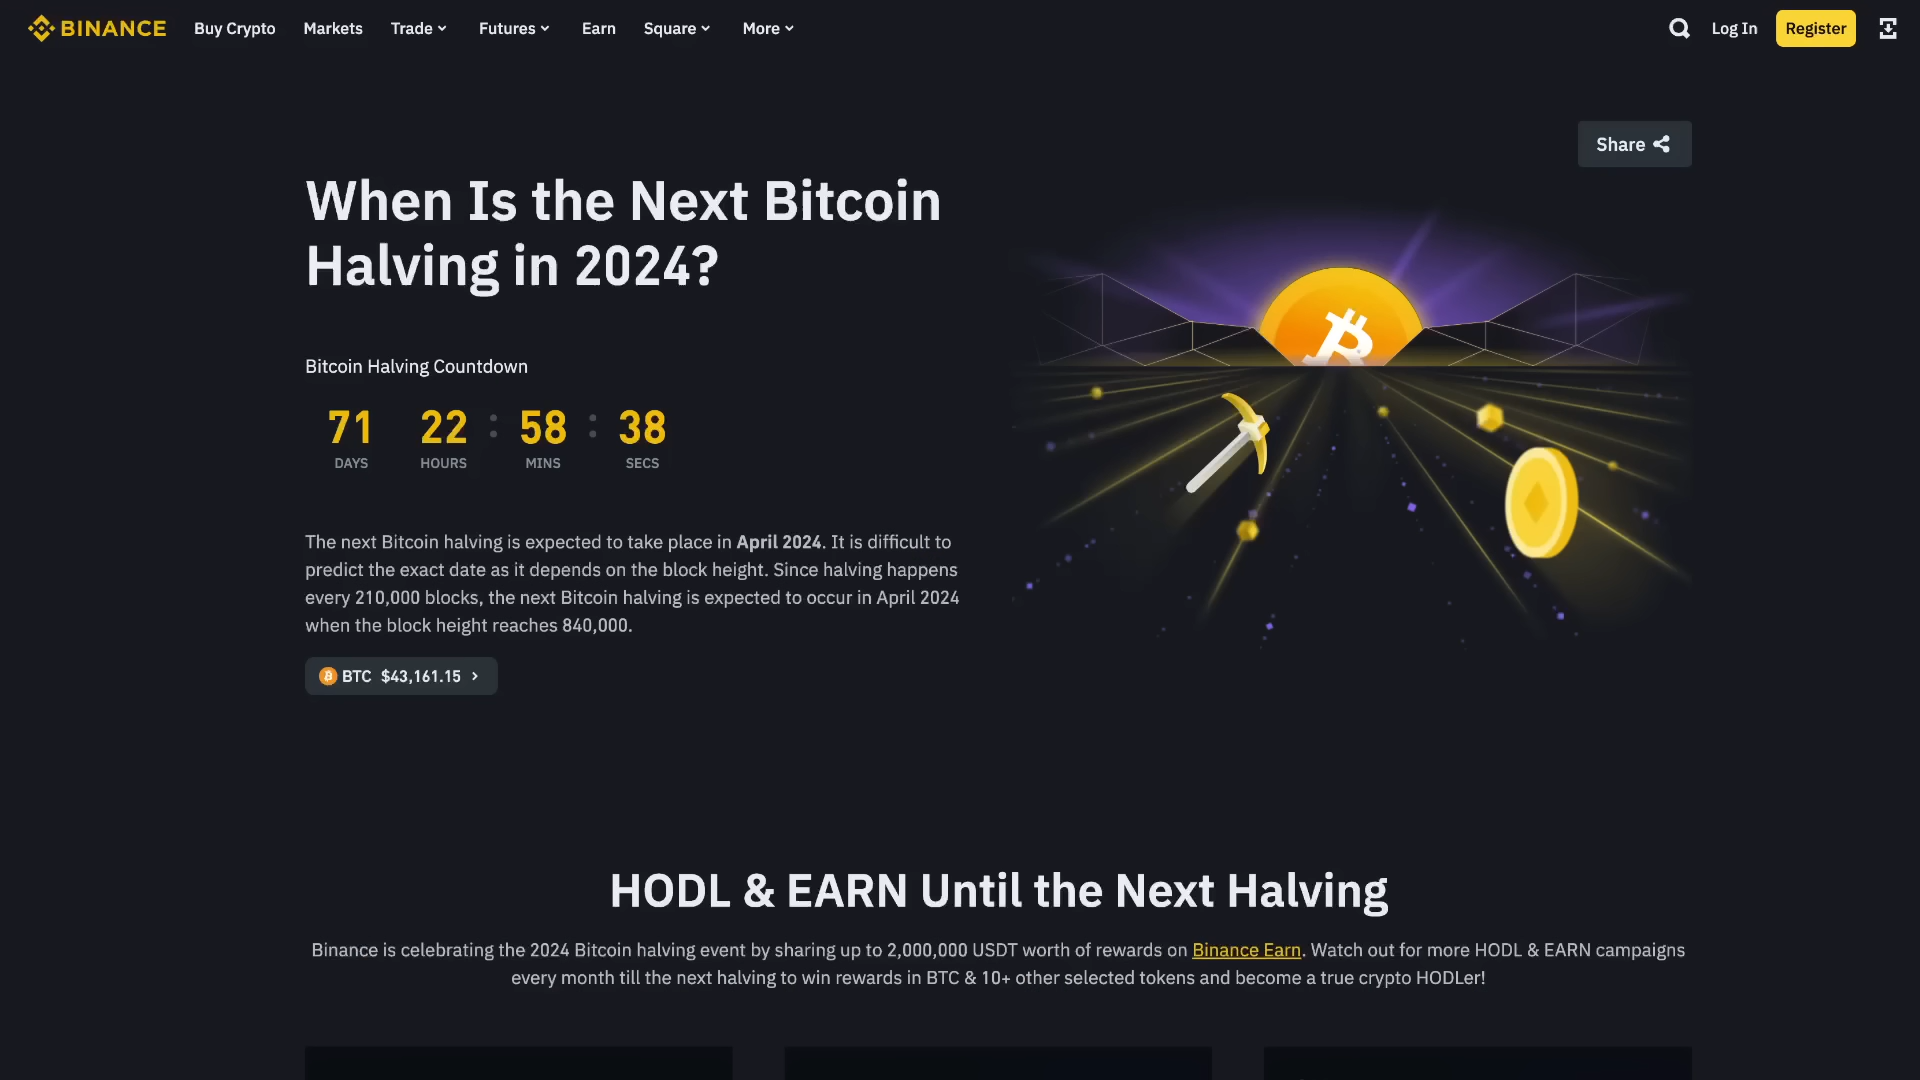 BINANCE
Buy Crypto
Markets
Trade
Futures
Earn
Square
More
Log In
Register
Share
When Is the Next Bitcoin
Halving in 2024?
Bitcoin Halving Countdown
71 22 : 58 : 38
DAYS HOURS MINS SECS
The next Bitcoin halving is expected to take place in April 2024. It is difficult to
predict the exact date as it depends on the block height. Since halving happens
every 210,000 blocks, the next Bitcoin halving is expected to occur in April 2024
when the block height reaches 840,000.
BTC $43,161.15
HODL & EARN Until the Next Halving
Binance is celebrating the 2024 Bitcoin halving event by sharing up to 2,000,000 USDT worth of rewards on Binance Earn. Watch out for more HODL & EARN campaigns
every month till the next halving to win rewards in BTC & 10+ other selected tokens and become a true crypto HODLer!